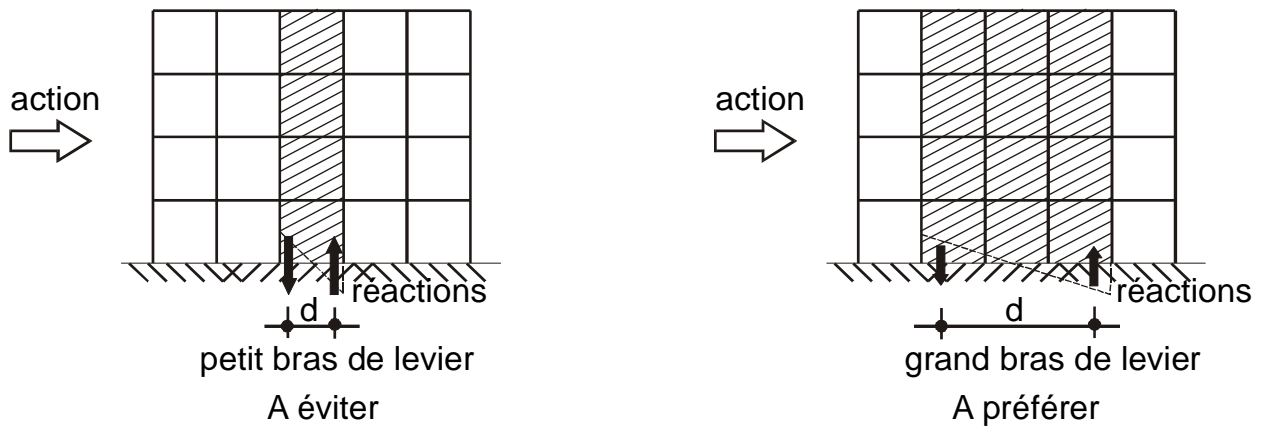 action
réactions
d
petit bras de levier
A éviter
action
réactions
d
grand bras de levier
A préférer